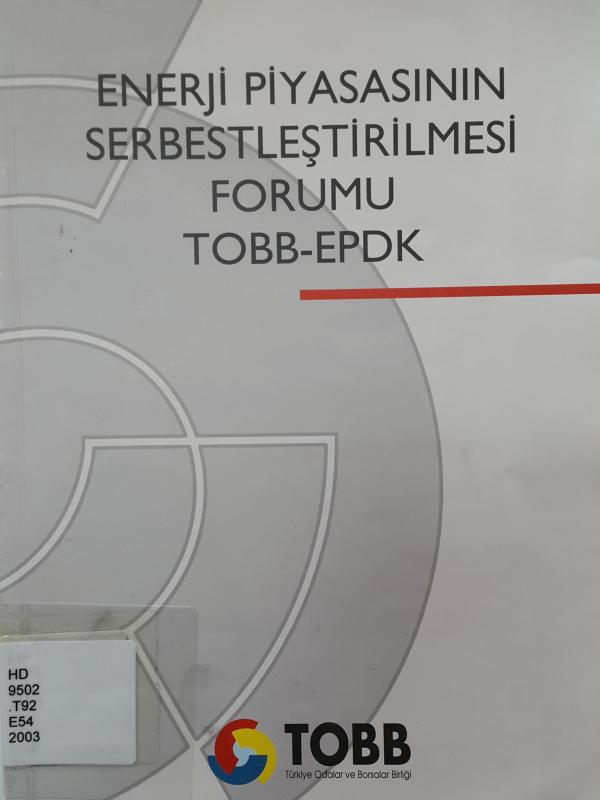 ENERJİ PİYASASININ
SERBESTLEŞTİRİLMESİ
FORUMU
TOBB-EPDK
HD
9502
.T92
E54
2003
TOBB
Türkiye Odalar ve Borsalar Birliği